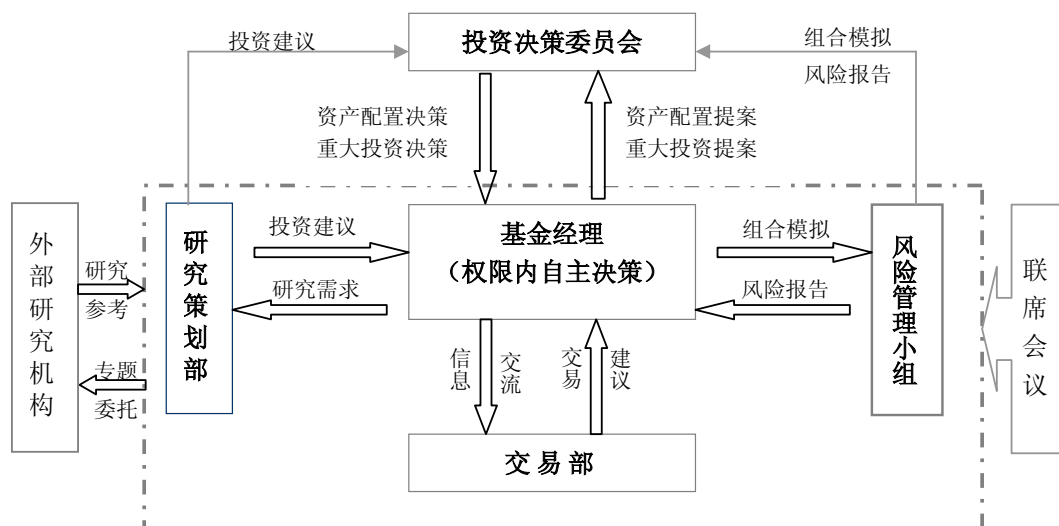 投资决策委员会
投资建议
组合模拟
风险报告
资产配置决策
重大投资决策
资产配置提案
重大投资提案
外部研究机构
研究
参考
专题
委托
研究策划部
投资建议
研究需求
基金经理
（权限内自主决策）
组合模拟
风险报告
风险管理小组
联席会议
信息
交流
交易
建议
交易部